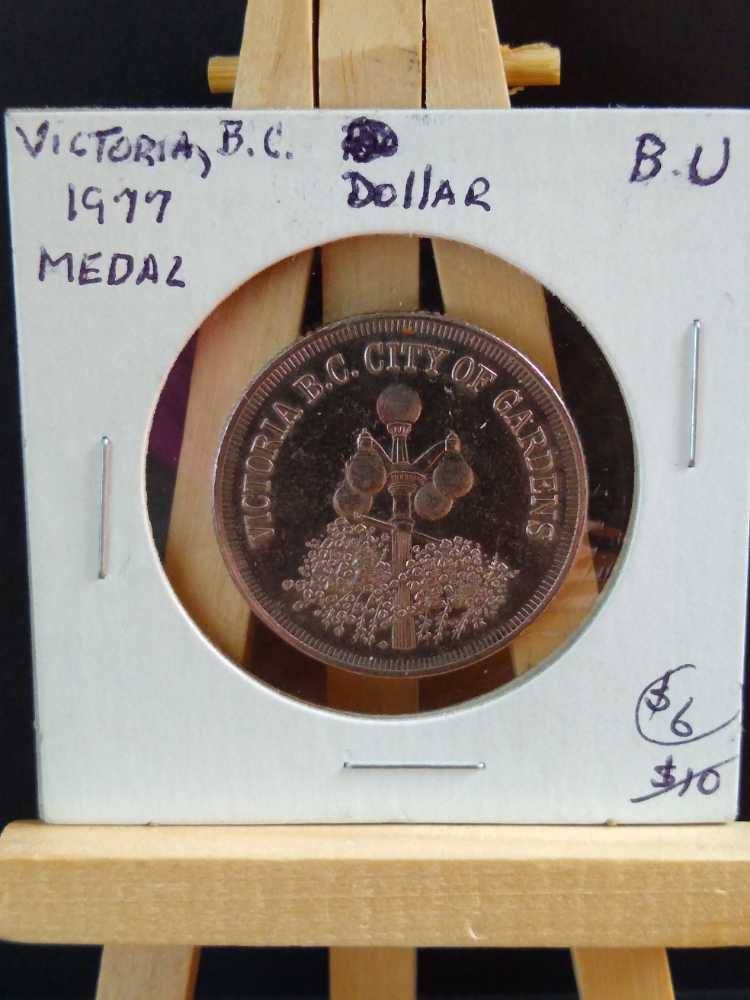 VICTORIA, B.C.
1977
MEDAL
DOllAR
B.U
VICTORIA B.C. CITY OF GARDENS
$6
$10